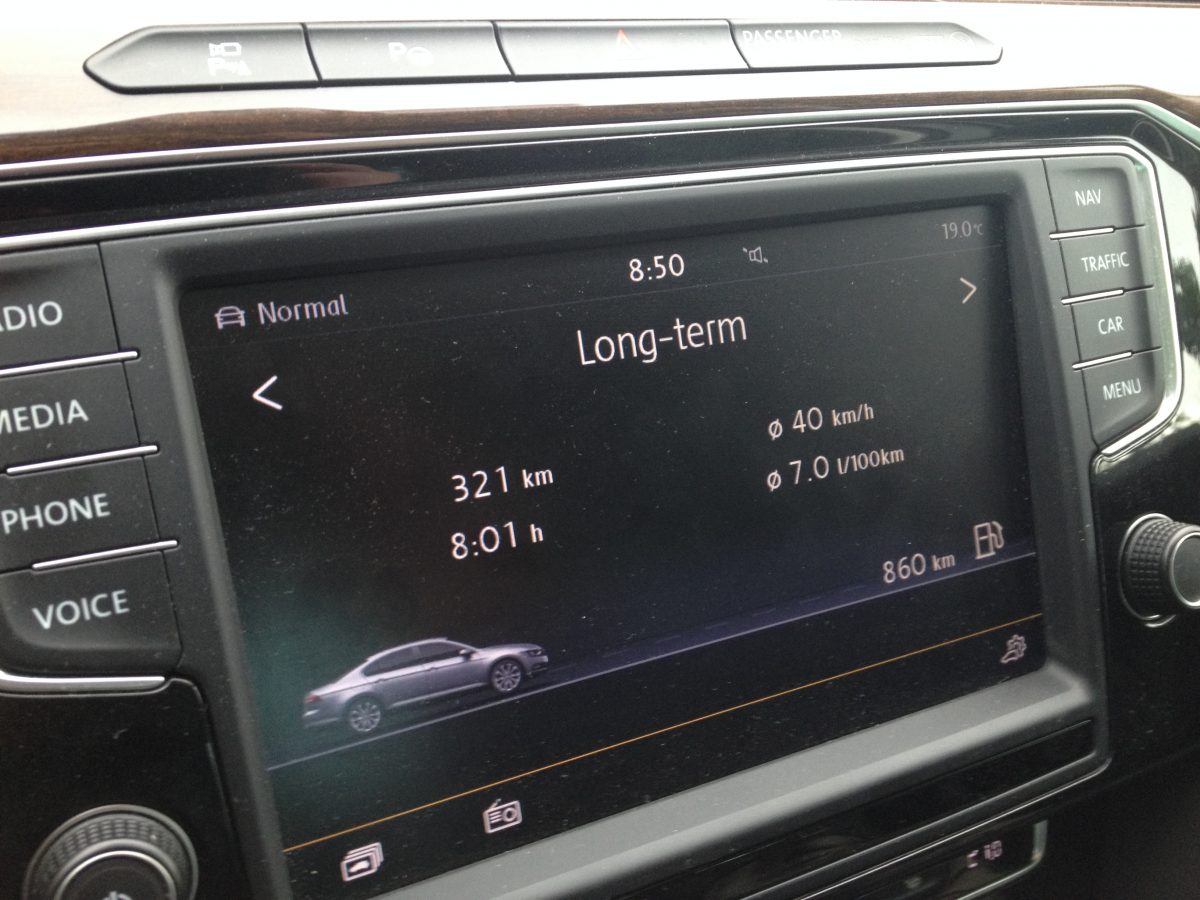 PASSENGER
NAV
TRAFFIC
CAR
MENU
MEDIA
PHONE
VOICE
8:50
19.0°C
Normal
Long-term
321 km
8:01 h
ø 40 km/h
ø 7.0 l/100km
860 km